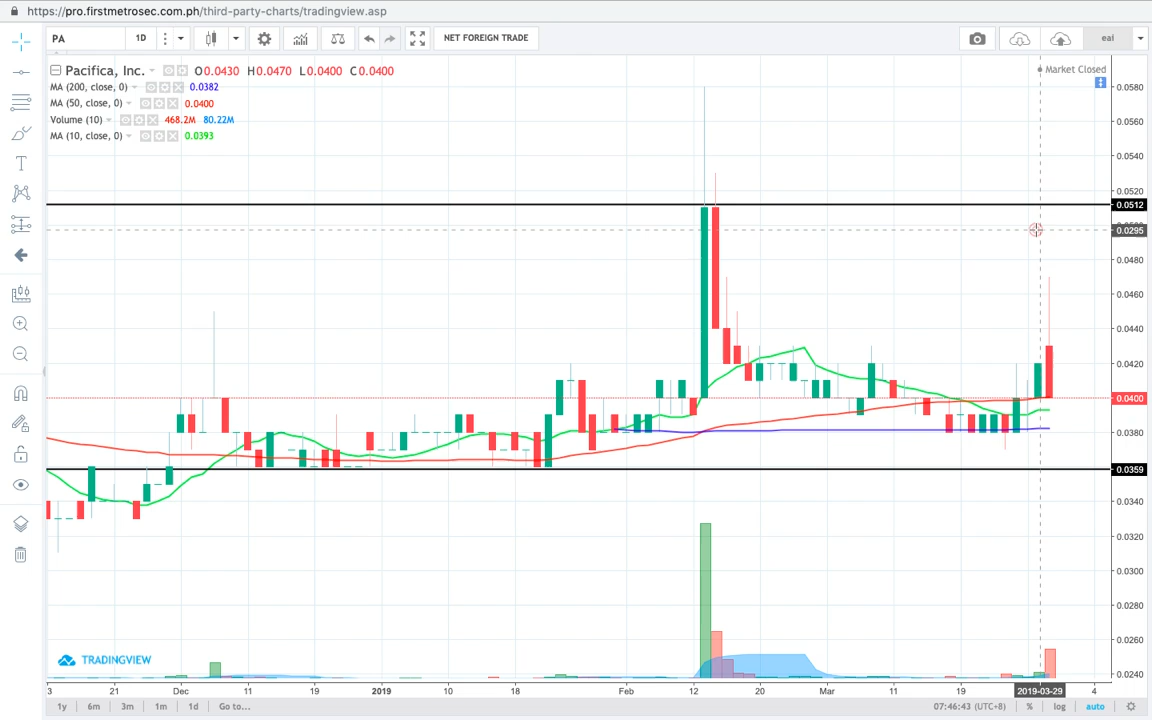 https://pro.firstmetrosec.com.ph/third-party-charts/tradingview.asp
PA 1D NET FOREIGN TRADE eai
Pacifica, Inc. O0.0430 H0.0470 L0.0400 C0.0400
Market Closed
MA (200, close, 0) 0.0382
MA (50, close, 0) 0.0400
Volume (10) 468.2M 80.22M
MA (10, close, 0) 0.0393
0.0580
0.0560
0.0540
0.0520
0.0512
0.0295
0.0480
0.0460
0.0440
0.0420
0.0400
0.0380
0.0359
0.0340
0.0320
0.0300
0.0280
0.0260
0.0240
TRADINGVIEW
3 21 Dec 11 19 2019 10 18 Feb 12 20 Mar 11 19 2019-03-29 4
1y 6m 3m 1m 1d Go to... 07:46:43 (UTC+8) % log auto